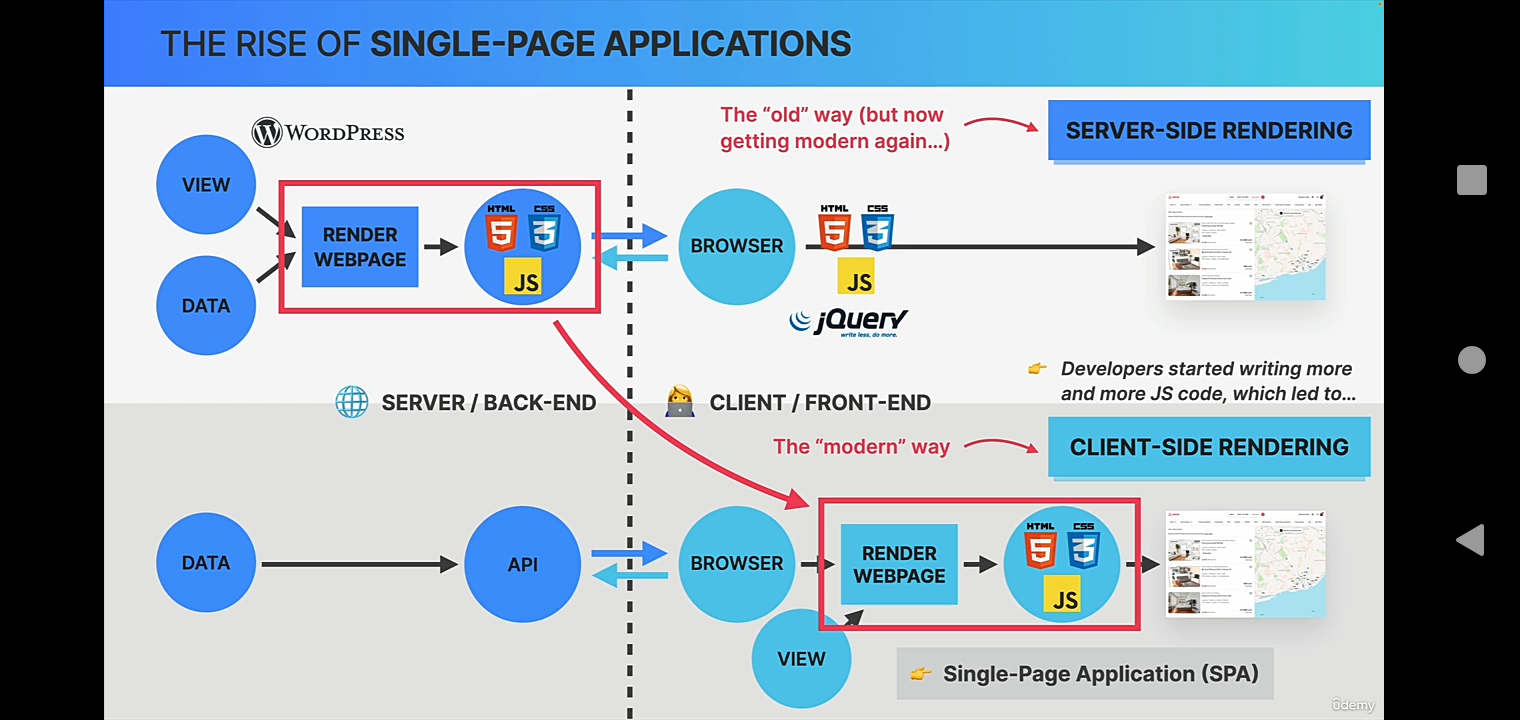 THE RISE OF SINGLE-PAGE APPLICATIONS
WORDPRESS
The “old” way (but now
getting modern again...)
SERVER-SIDE RENDERING
VIEW
DATA
RENDER
WEBPAGE
HTML
5
CSS
3
JS
BROWSER
HTML
5
CSS
3
JS
jQuery
write less, do more.
👉 Developers started writing more
and more JS code, which led to...
SERVER / BACK-END
CLIENT / FRONT-END
The “modern” way
CLIENT-SIDE RENDERING
DATA
API
BROWSER
VIEW
RENDER
WEBPAGE
HTML
5
CSS
3
JS
👉 Single-Page Application (SPA)
ûdemy